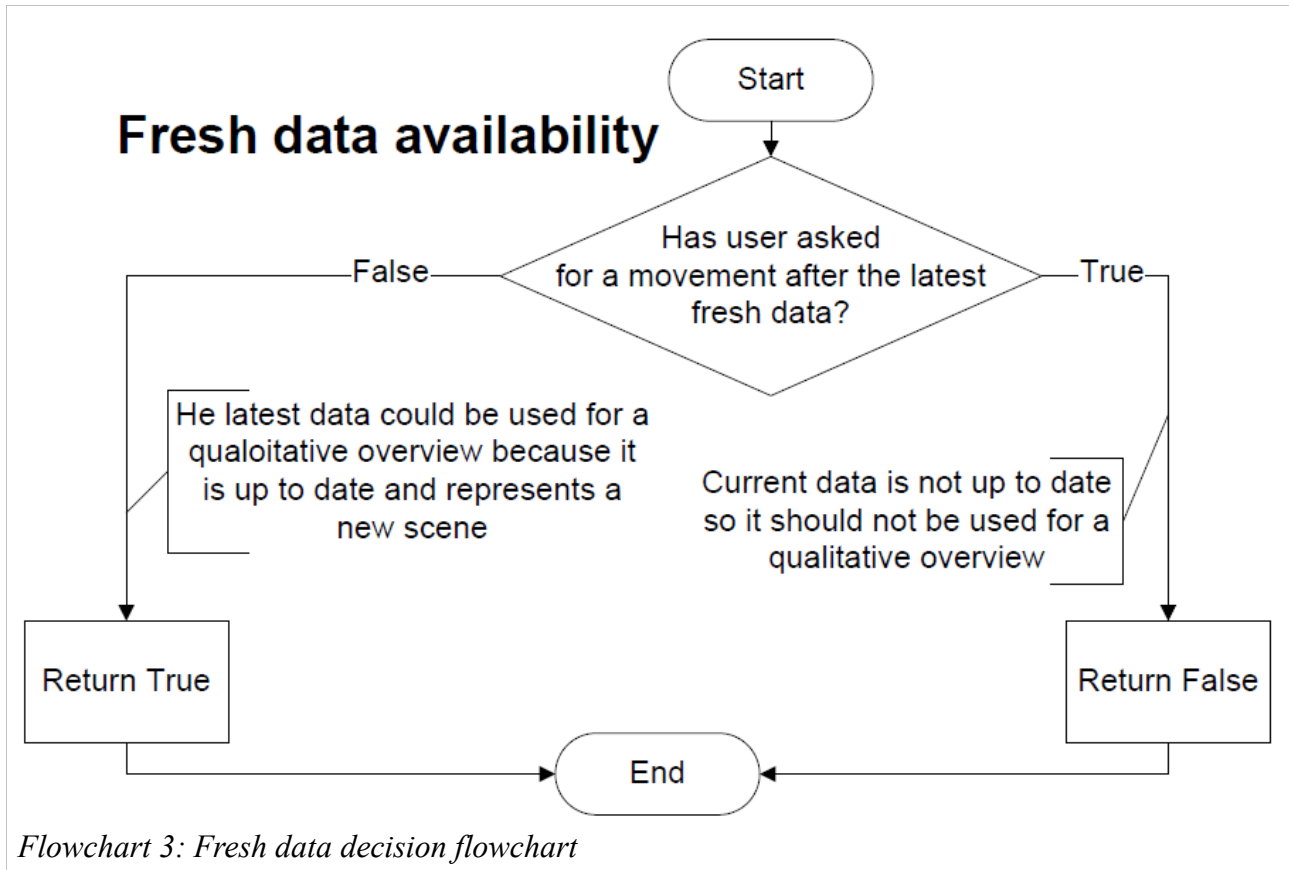 Start
Fresh data availability
Has user asked
for a movement after the latest
fresh data?
False
True
He latest data could be used for a
qualoitative overview because it
is up to date and represents a
new scene
Current data is not up to date
so it should not be used for a
qualitative overview
Return True
Return False
End
Flowchart 3: Fresh data decision flowchart